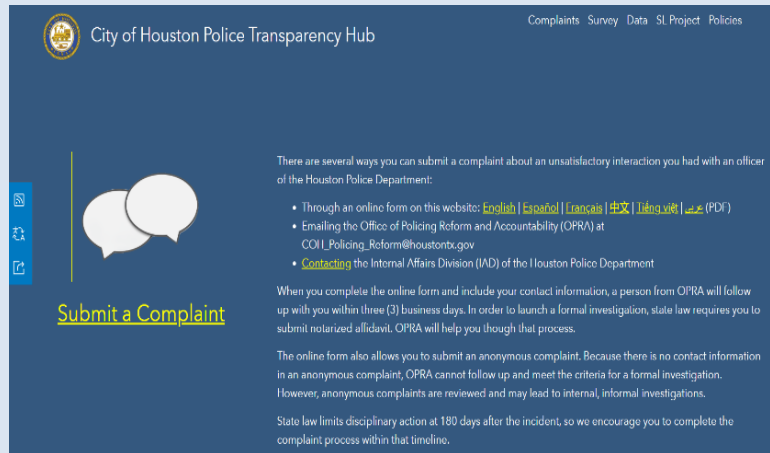 City of Houston Police Transparency Hub
Complaints Survey Data SL Project Policies
There are several ways you can submit a complaint about an unsatisfactory interaction you had with an officer
of the Houston Police Department:
• Through an online form on this website: English | Español | Français | 中文 | Tiếng việt | عربى (PDF)
• Emailing the Office of Policing Reform and Accountability (OPRA) at
COH_Policing_Reform@houstontx.gov
• Contacting the Internal Affairs Division (IAD) of the Houston Police Department
Submit a Complaint
When you complete the online form and include your contact information, a person from OPRA will follow
up with you within three (3) business days. In order to launch a formal investigation, state law requires you to
submit notarized affidavit. OPRA will help you though that process.
The online form also allows you to submit an anonymous complaint. Because there is no contact information
in an anonymous complaint, OPRA cannot follow up and meet the criteria for a formal investigation.
However, anonymous complaints are reviewed and may lead to internal, informal investigations.
State law limits disciplinary action at 180 days after the incident, so we encourage you to complete the
complaint process within that timeline.